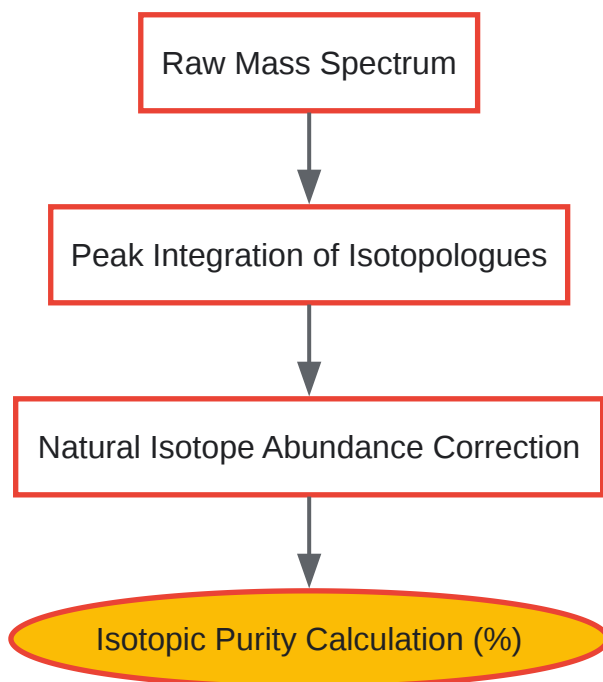 Raw Mass Spectrum
Peak Integration of Isotopologues
Natural Isotope Abundance Correction
Isotopic Purity Calculation (%)